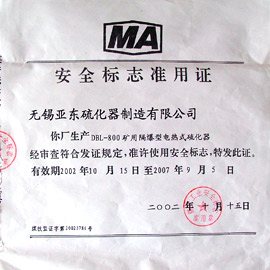 MA
安全标志准用证
无锡亚东硫化器制造有限公司
你厂生产DBL-800矿用隔爆型电热式硫化器
经审查符合发证规定，准许使用安全标志，特发此证。
有效期2002年10月15日至2007年9月5日
二〇〇二年十月十五日